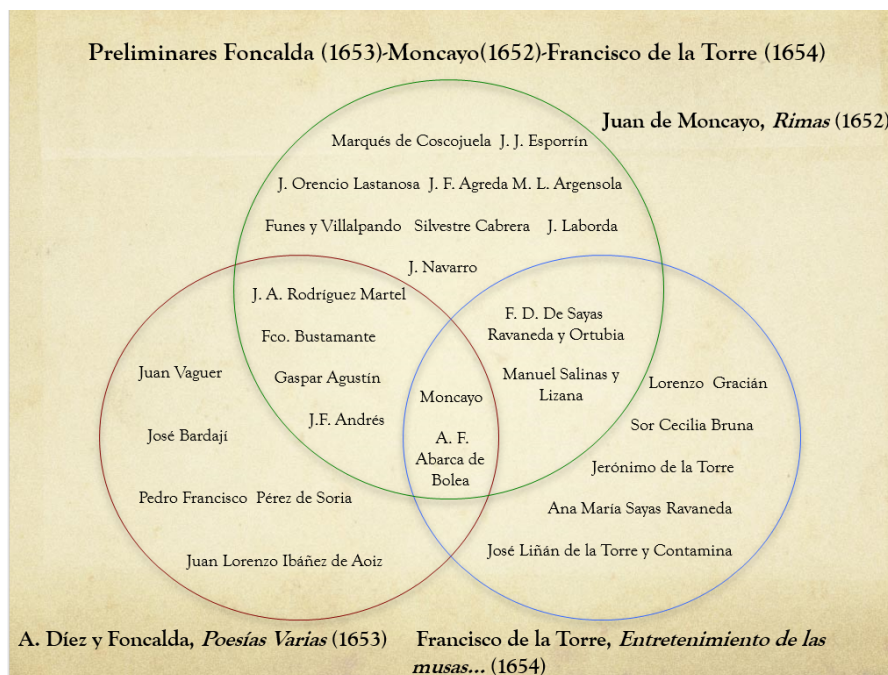 Preliminares Foncalda (1653)-Moncayo(1652)-Francisco de la Torre (1654)
Juan de Moncayo, Rimas (1652)
Marqués de Coscojuela J. J. Esporrín
J. Orencio Lastanosa J. F. Agreda M. L. Argensola
Funes y Villalpando Silvestre Cabrera J. Laborda
J. Navarro
J. A. Rodríguez Martel
Fco. Bustamante
Gaspar Agustín
J.F. Andrés
F. D. De Sayas
Ravaneda y Ortubia
Manuel Salinas y
Lizana
Moncayo
A. F.
Abarca de
Bolea
Juan Vaguer
José Bardají
Pedro Francisco Pérez de Soria
Juan Lorenzo Ibáñez de Aoiz
Lorenzo Gracián
Sor Cecilia Bruna
Jerónimo de la Torre
Ana María Sayas Ravaneda
José Liñán de la Torre y Contamina
A. Díez y Foncalda, Poesías Varias (1653)
Francisco de la Torre, Entretenimiento de las
musas... (1654)